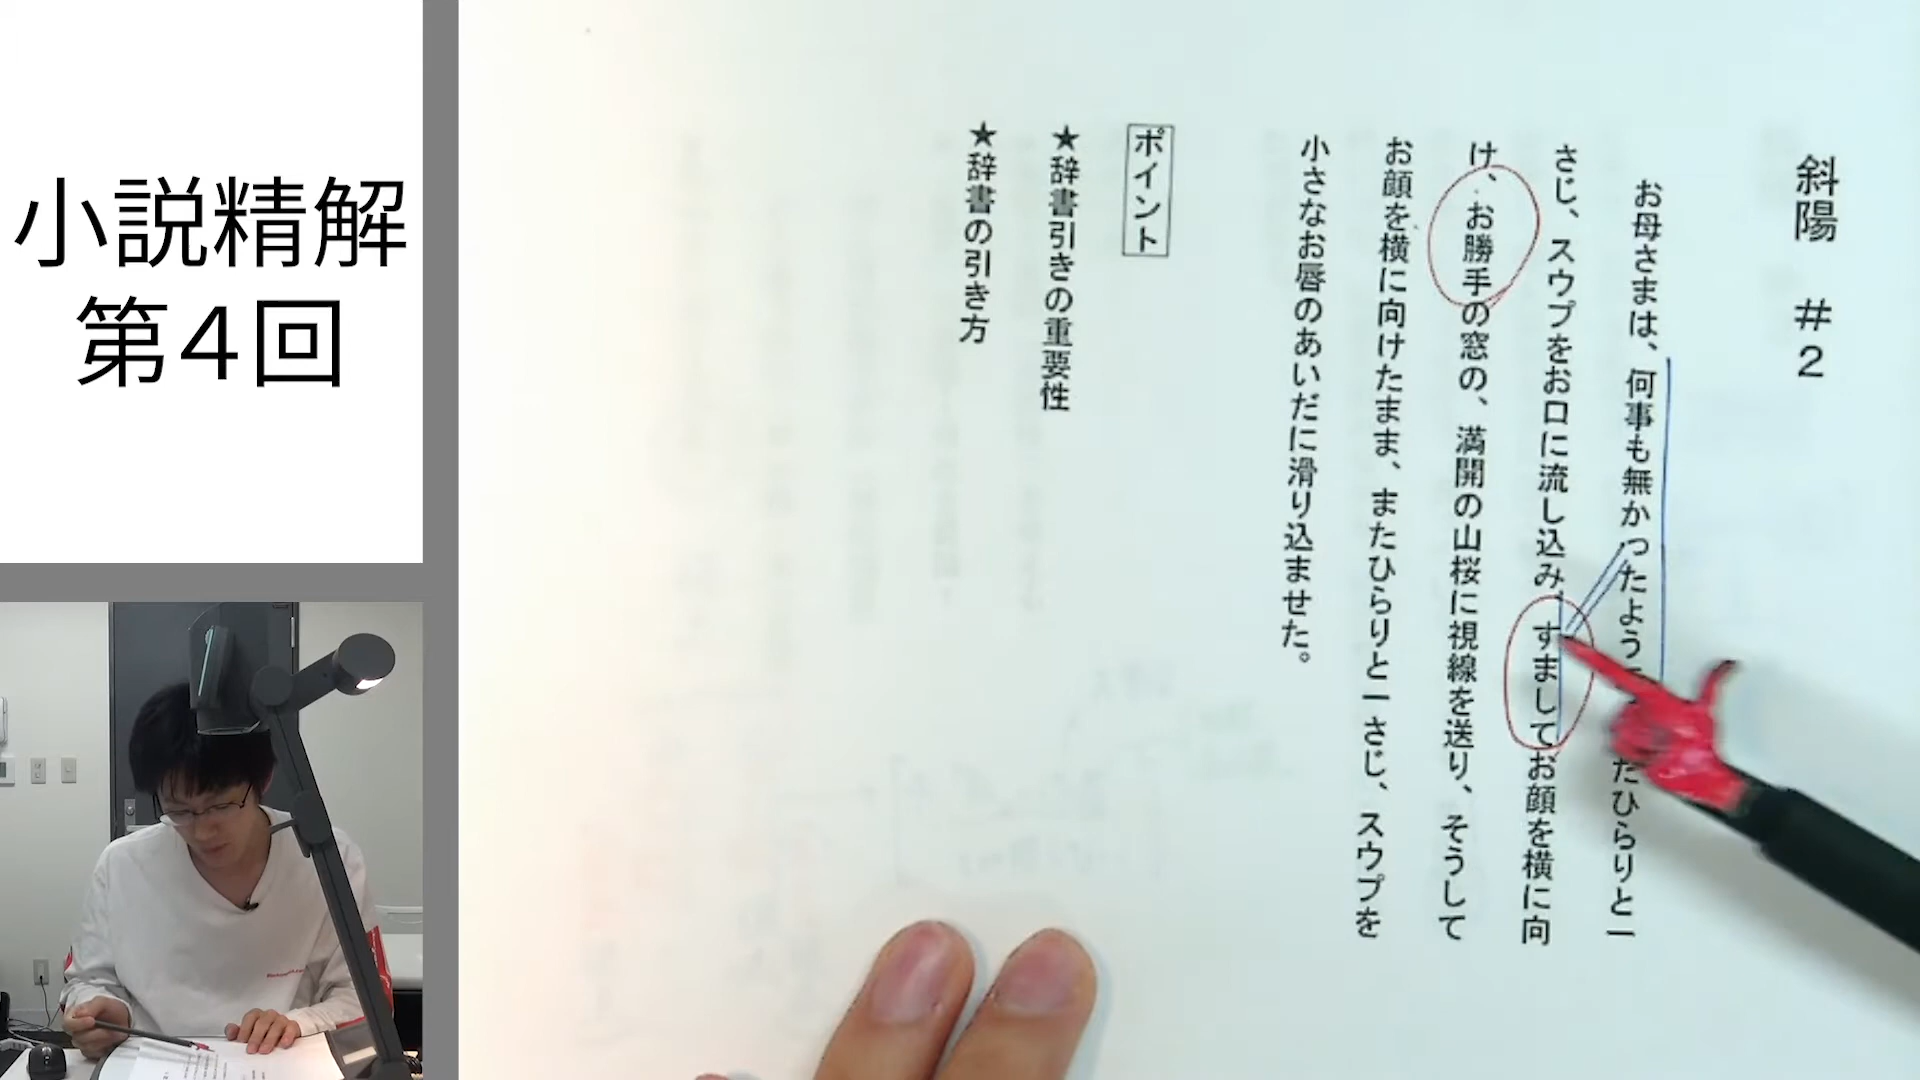 小説精解
第4回
斜陽 #2
お母さまは、何事も無かったよう たひらりと一
さじ、スウプをお口に流し込み、すましてお顔を横に向
け、お勝手の窓の、満開の山桜に視線を送り、そうして
お顔を横に向けたまま、またひらりと一さじ、スウプを
小さなお唇のあいだに滑り込ませた。
ポイント
★辞書引きの重要性
★辞書の引き方